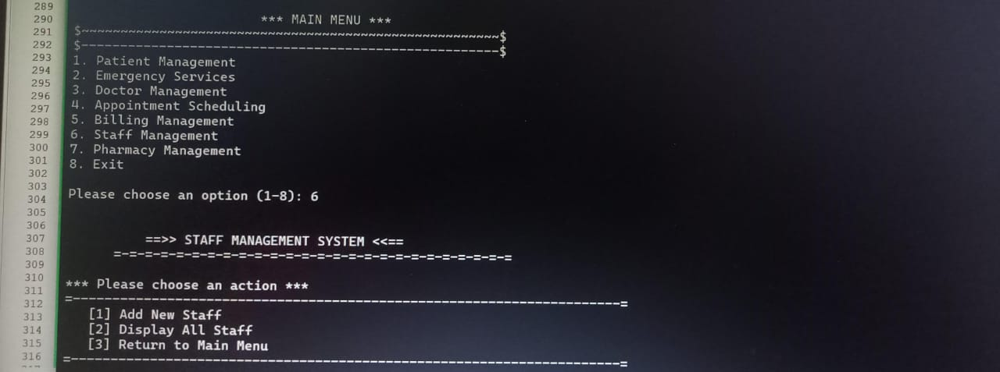 289
290 *** MAIN MENU ***
291 $~~~~~~~~~~~~~~~~~~~~~~~~~~~~~~~~~~~~~~~~~~~~~~~~~~~~~~$
292 $------------------------------------------------------$
293 1. Patient Management
294 2. Emergency Services
295 3. Doctor Management
296 4. Appointment Scheduling
297 5. Billing Management
298 6. Staff Management
299 7. Pharmacy Management
300 8. Exit
301
302
303 Please choose an option (1-8): 6
304
305
306
307 ==>> STAFF MANAGEMENT SYSTEM <<==
308 =-=-=-=-=-=-=-=-=-=-=-=-=-=-=-=-=-=-=-=-=-=-=-=-=-=
309
310 *** Please choose an action ***
311
312 =----------------------------------------------------------------------=
313 [1] Add New Staff
314 [2] Display All Staff
315 [3] Return to Main Menu
316 =----------------------------------------------------------------------=